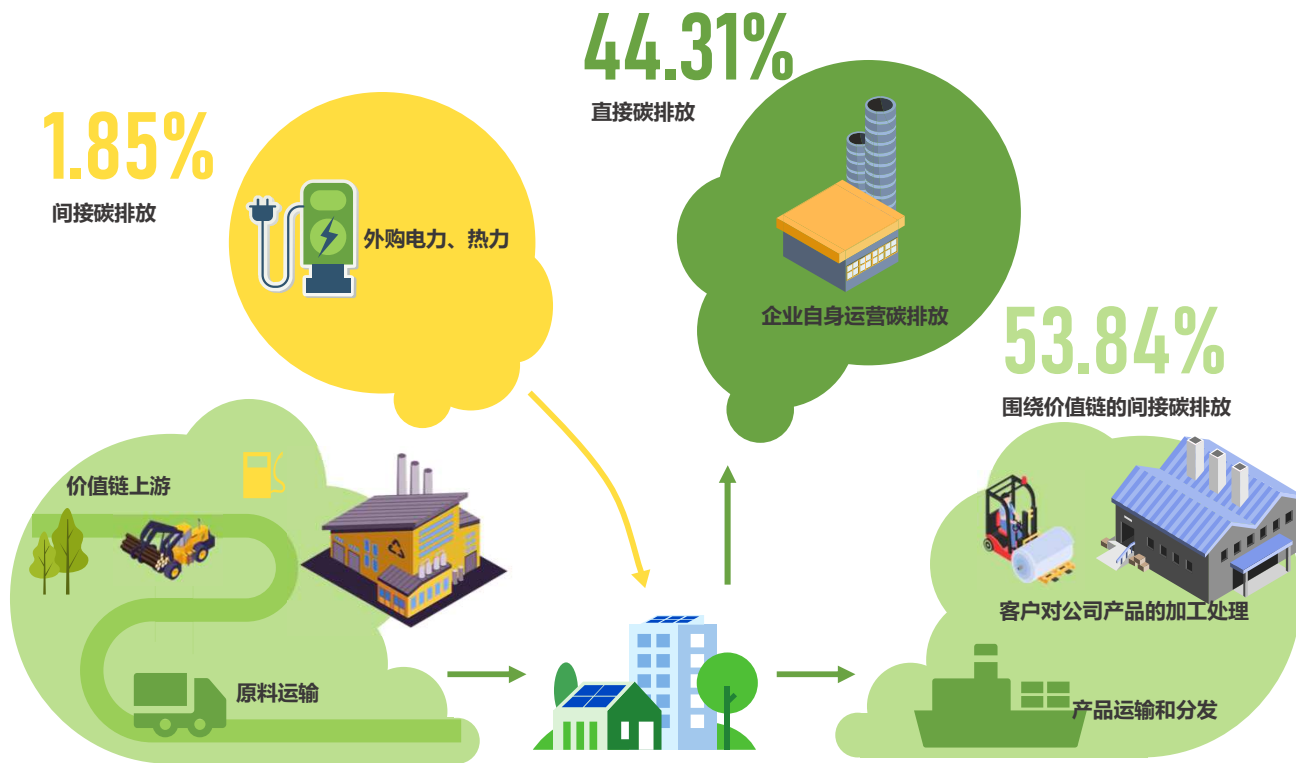 44.31%
直接碳排放
1.85%
间接碳排放
外购电力、热力
企业自身运营碳排放
53.84%
围绕价值链的间接碳排放
价值链上游
客户对公司产品的加工处理
原料运输
产品运输和分发